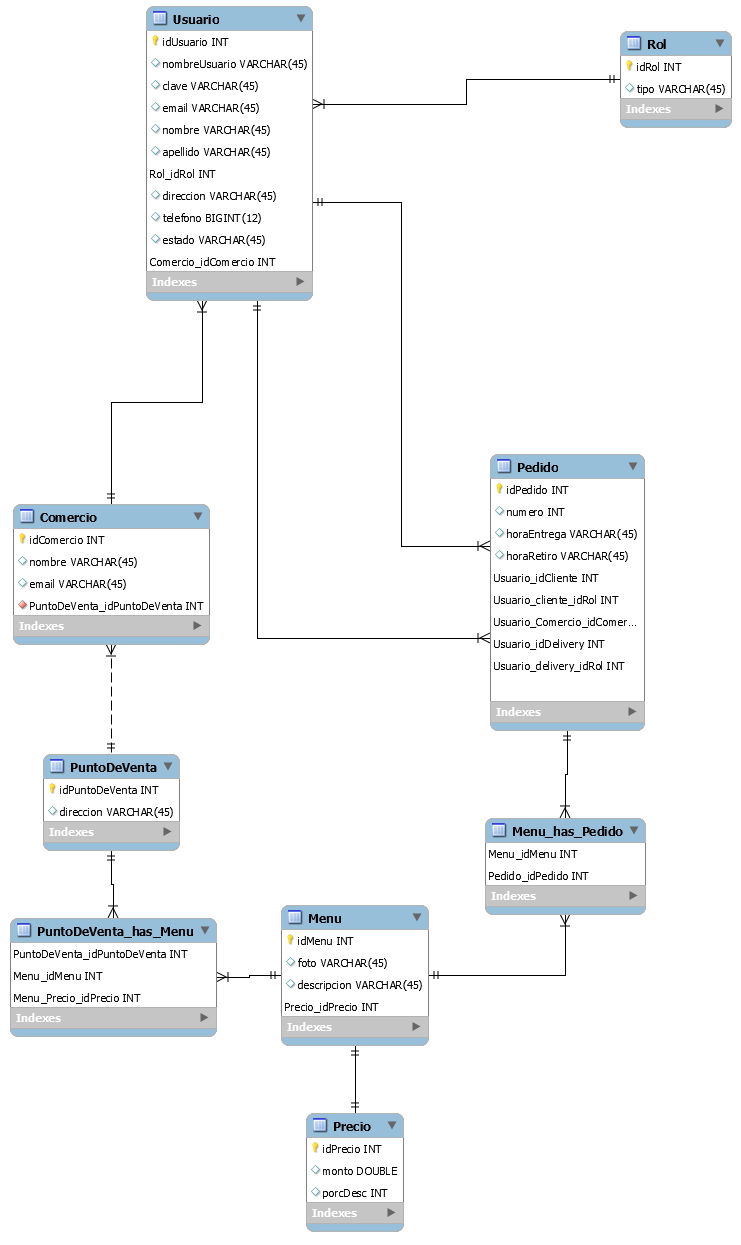 Usuario
idUsuario INT
nombreUsuario VARCHAR(45)
clave VARCHAR(45)
email VARCHAR(45)
nombre VARCHAR(45)
apellido VARCHAR(45)
Rol_idRol INT
direccion VARCHAR(45)
telefono BIGINT(12)
estado VARCHAR(45)
Comercio_idComercio INT
Indexes
Rol
idRol INT
tipo VARCHAR(45)
Indexes
Pedido
idPedido INT
numero INT
horaEntrega VARCHAR(45)
horaRetiro VARCHAR(45)
Usuario_idCliente INT
Usuario_cliente_idRol INT
Usuario_Comercio_idComer...
Usuario_idDelivery INT
Usuario_delivery_idRol INT
Indexes
Comercio
idComercio INT
nombre VARCHAR(45)
email VARCHAR(45)
PuntoDeVenta_idPuntoDeVenta INT
Indexes
PuntoDeVenta
idPuntoDeVenta INT
direccion VARCHAR(45)
Indexes
Menu_has_Pedido
Menu_idMenu INT
Pedido_idPedido INT
Indexes
PuntoDeVenta_has_Menu
PuntoDeVenta_idPuntoDeVenta INT
Menu_idMenu INT
Menu_Precio_idPrecio INT
Indexes
Menu
idMenu INT
foto VARCHAR(45)
descripcion VARCHAR(45)
Precio_idPrecio INT
Indexes
Precio
idPrecio INT
monto DOUBLE
porcDesc INT
Indexes